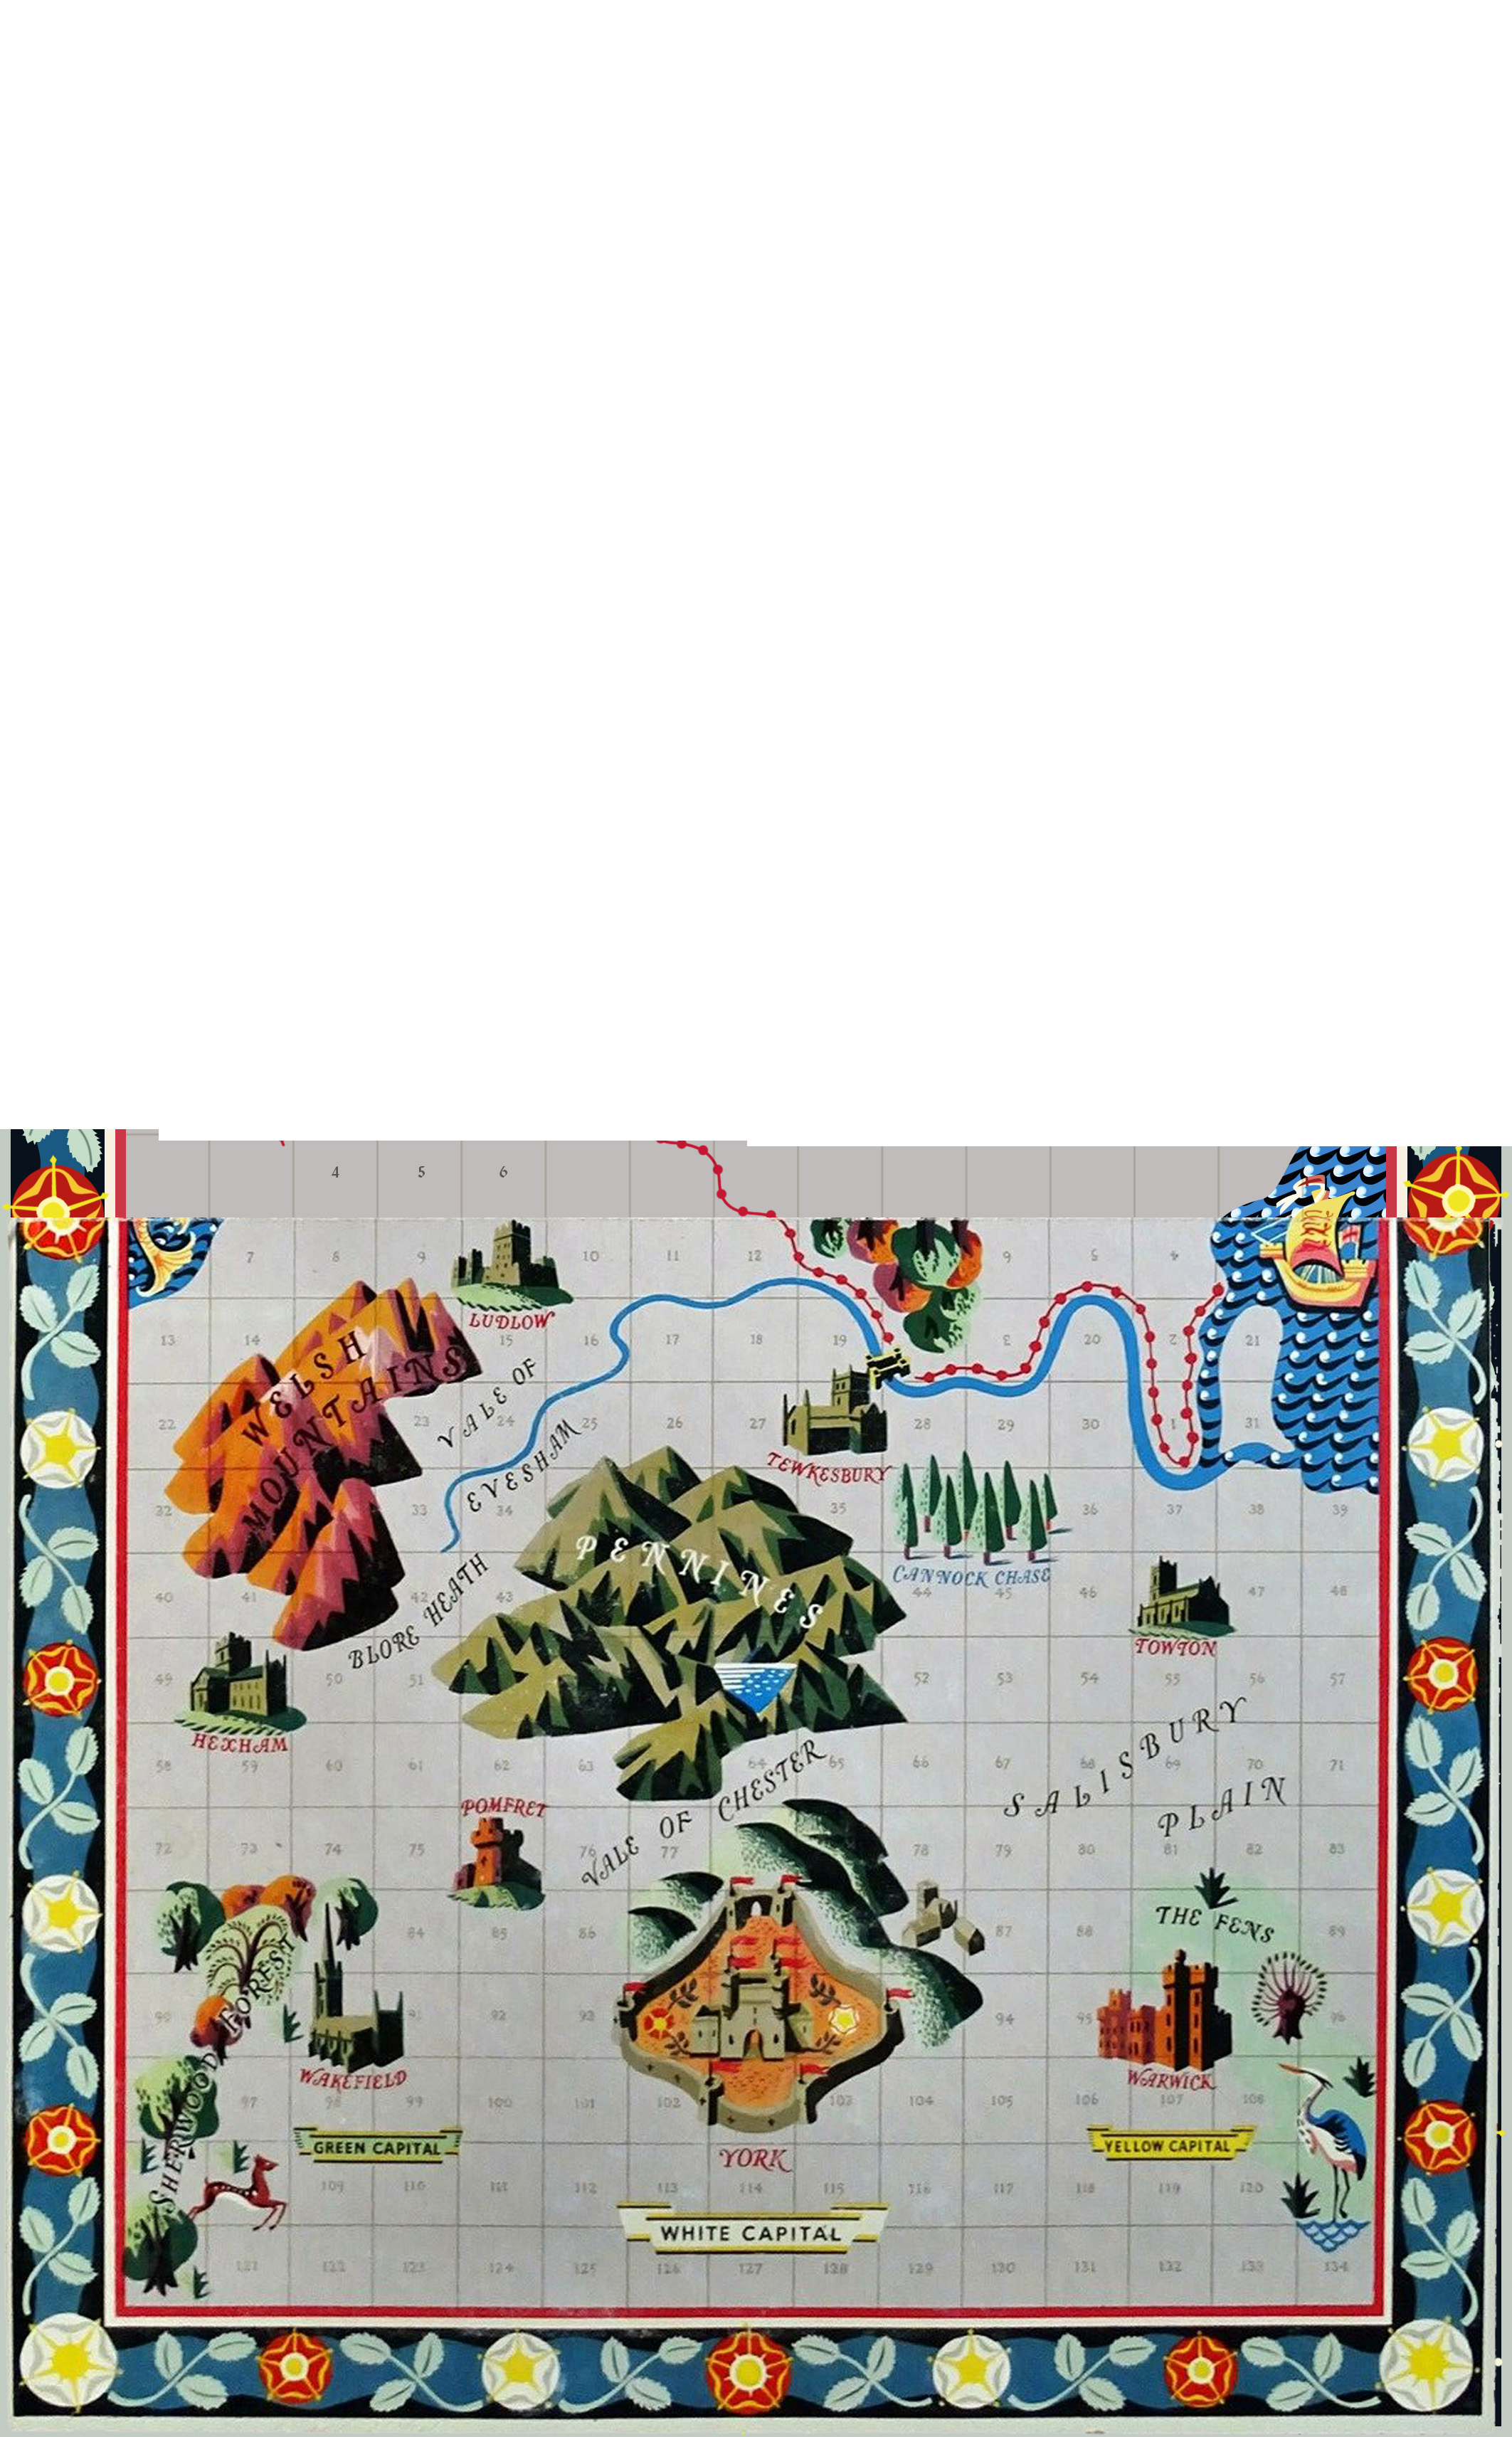 4 5 6
7 8 9 10 11 12 6 5 4
LUDLOW
13 14 15 16 17 18 19 3 20 2 21
WELSH
MOUNTAINS
VALE OF
EVESHAM
22 23 24 25 26 27 28 29 30 1 31
TEWKESBURY
32 33 34 35 36 37 38 39
PENNINES
CANNOCK CHASE
BLORE HEATH
40 41 42 43 44 45 46 47 48
TOWTON
49 50 51 52 53 54 55 56 57
HEXHAM
SALISBURY
PLAIN
58 59 60 61 62 63 64 65 66 67 68 69 70 71
POMFRET
VALE OF CHESTER
72 73 74 75 76 77 78 79 80 81 82 83
THE FENS
84 85 86 87 88 89
SHERWOOD FOREST
90 91 92 93 94 95 96
WAKEFIELD
WARWICK
97 98 99 100 101 102 103 104 105 106 107 108
GREEN CAPITAL
YELLOW CAPITAL
YORK
109 110 111 112 113 114 115 116 117 118 119 120
WHITE CAPITAL
121 122 123 124 125 126 127 128 129 130 131 132 133 134